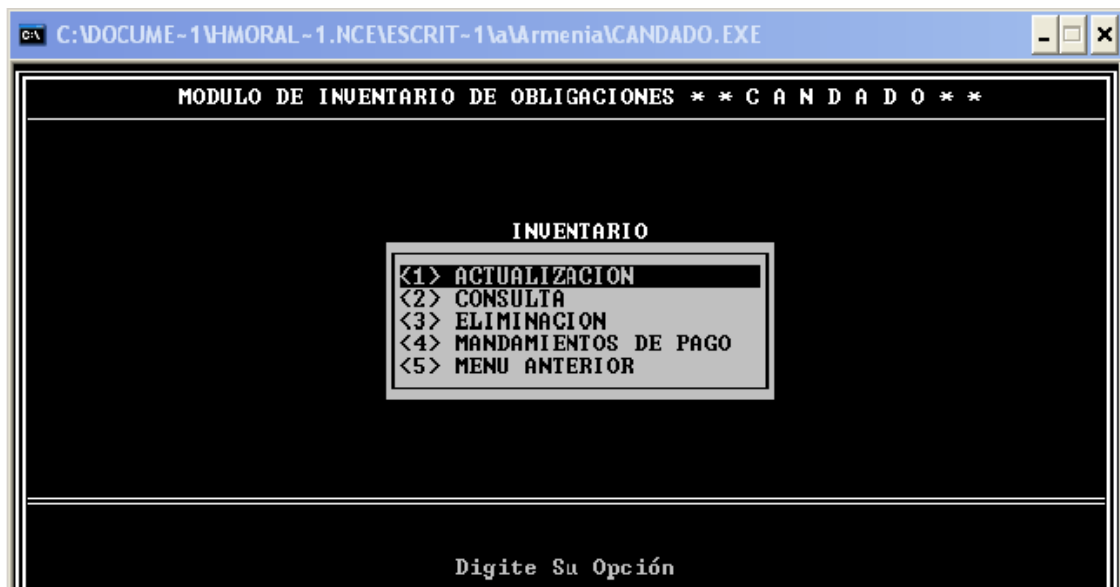 C:\DOCUME~1\HMORAL~1.NCE\ESCRIT~1\a\Armenia\CANDADO.EXE
MODULO DE INVENTARIO DE OBLIGACIONES * * C A N D A D O * *
INVENTARIO
<1> ACTUALIZACION
<2> CONSULTA
<3> ELIMINACION
<4> MANDAMIENTOS DE PAGO
<5> MENU ANTERIOR
Digite Su Opción